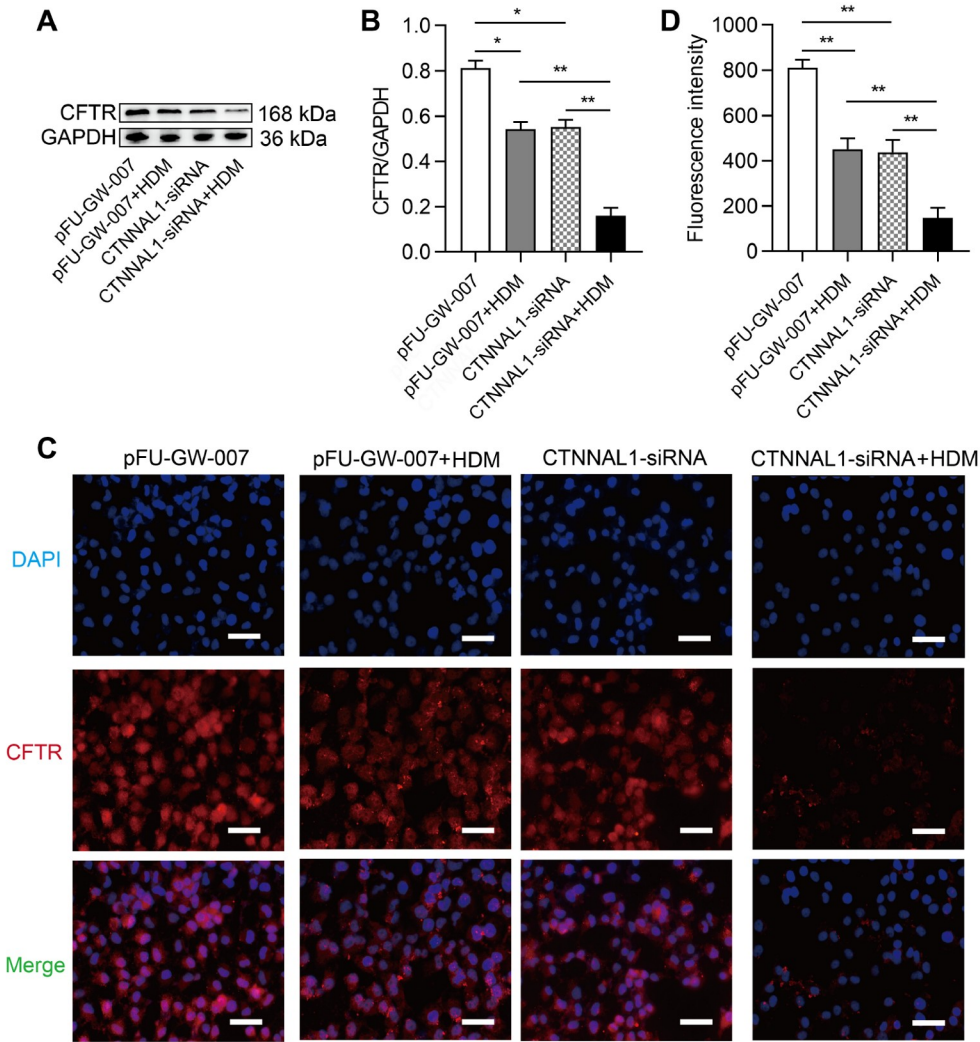 A
CFTR
168 kDa
GAPDH
36 kDa
pFU-GW-007
pFU-GW-007+HDM
CTNNAL1-siRNA
CTNNAL1-siRNA+HDM
B
CFTR/GAPDH
1.0
0.8
0.6
0.4
0.2
0.0
*
*
**
**
pFU-GW-007
pFU-GW-007+HDM
CTNNAL1-siRNA
CTNNAL1-siRNA+HDM
D
Fluorescence intensity
1000
800
600
400
200
0
**
**
**
**
pFU-GW-007
pFU-GW-007+HDM
CTNNAL1-siRNA
CTNNAL1-siRNA+HDM
C
pFU-GW-007 pFU-GW-007+HDM CTNNAL1-siRNA CTNNAL1-siRNA+HDM
DAPI
CFTR
Merge